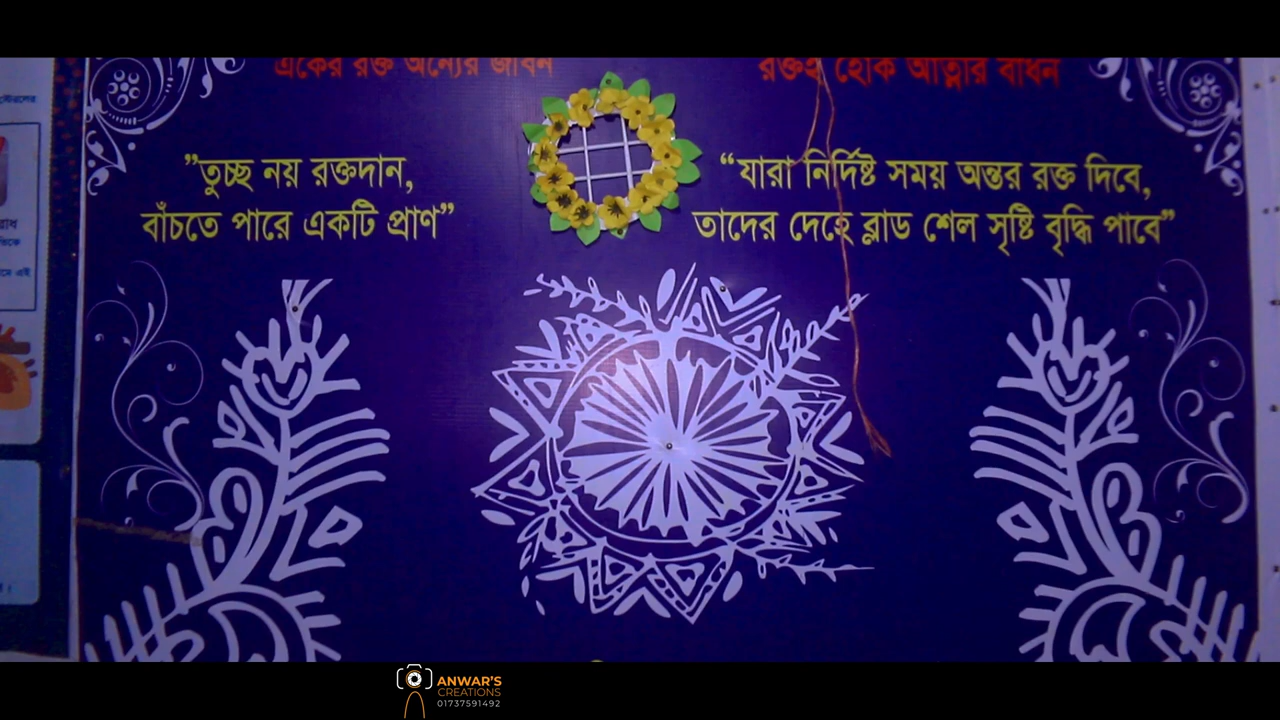 একের রক্ত অন্যের জীবন
রক্তই হোক আত্মার বাঁধন
”তুচ্ছ নয় রক্তদান,
বাঁচতে পারে একটি প্রাণ”
“যারা নির্দিষ্ট সময় অন্তর রক্ত দিবে,
তাদের দেহে ব্লাড শেল সৃষ্টি বৃদ্ধি পাবে”
ANWAR'S
CREATIONS
01737591492